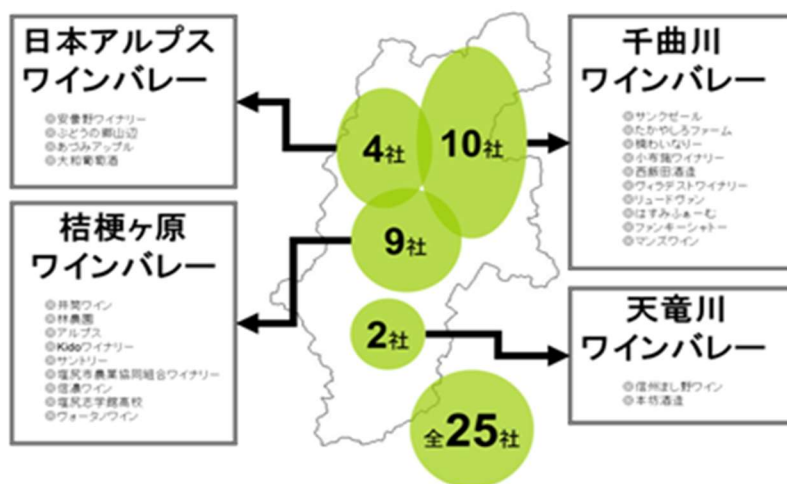 日本アルプス
ワインバレー
◎安曇野ワイナリー
◎ぶどうの郷山辺
◎あづみアップル
◎大和葡萄酒
桔梗ヶ原
ワインバレー
◎井筒ワイン
◎林農園
◎アルプス
◎Kidoワイナリー
◎サントリー
◎塩尻市農業協同組合ワイナリー
◎信濃ワイン
◎塩尻志学館高校
◎ヴォータノワイン
4社
10社
9社
2社
全25社
千曲川
ワインバレー
◎サンクゼール
◎たかやしろファーム
◎楠わいなりー
◎小布施ワイナリー
◎西飯田酒造
◎ヴィラデストワイナリー
◎リュードヴァン
◎はすみふぁーむ
◎ファンキーシャトー
◎マンズワイン
天竜川
ワインバレー
◎信州まし野ワイン
◎本坊酒造